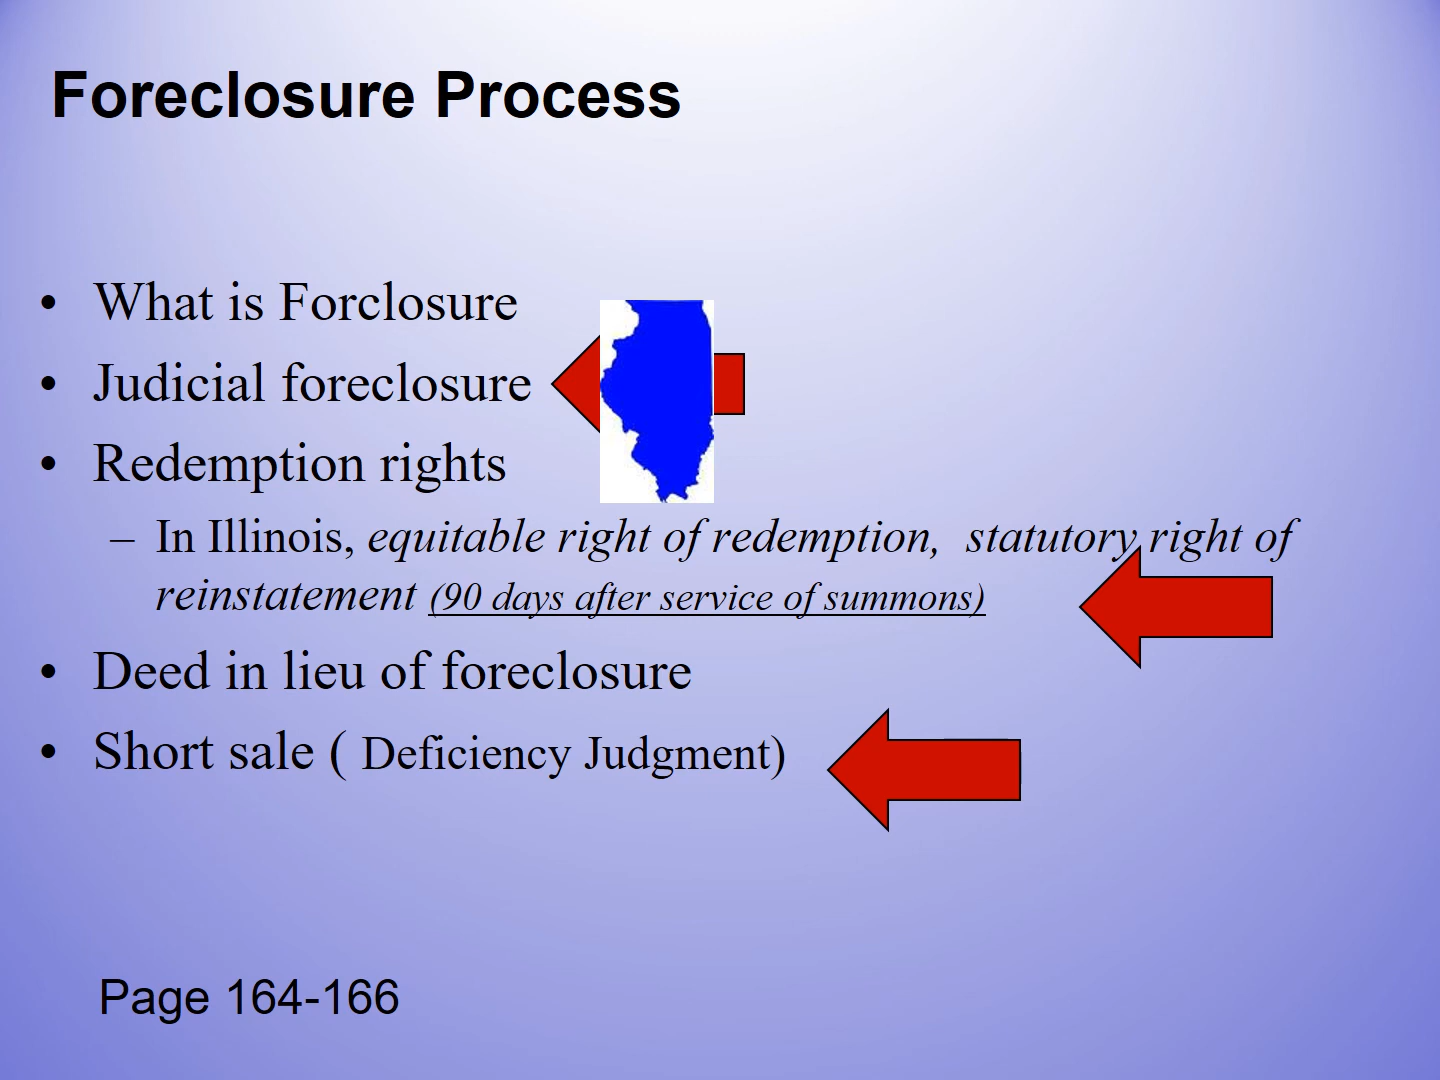 Foreclosure Process
• What is Forclosure
• Judicial foreclosure
• Redemption rights
– In Illinois, equitable right of redemption, statutory right of
reinstatement (90 days after service of summons)
• Deed in lieu of foreclosure
• Short sale ( Deficiency Judgment)
Page 164-166